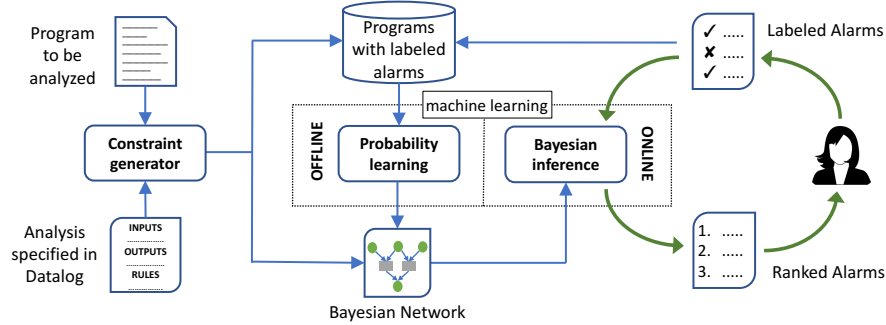 Program
to be
analyzed
Constraint
generator
Analysis
specified in
Datalog
INPUTS
..............
OUTPUTS
..............
RULES
..............
Programs
with labeled
alarms
machine learning
OFFLINE
Probability
learning
Bayesian
inference
ONLINE
Bayesian Network
✓ .....
✘ .....
✓ .....
Labeled Alarms
1. .....
2. .....
3. .....
Ranked Alarms